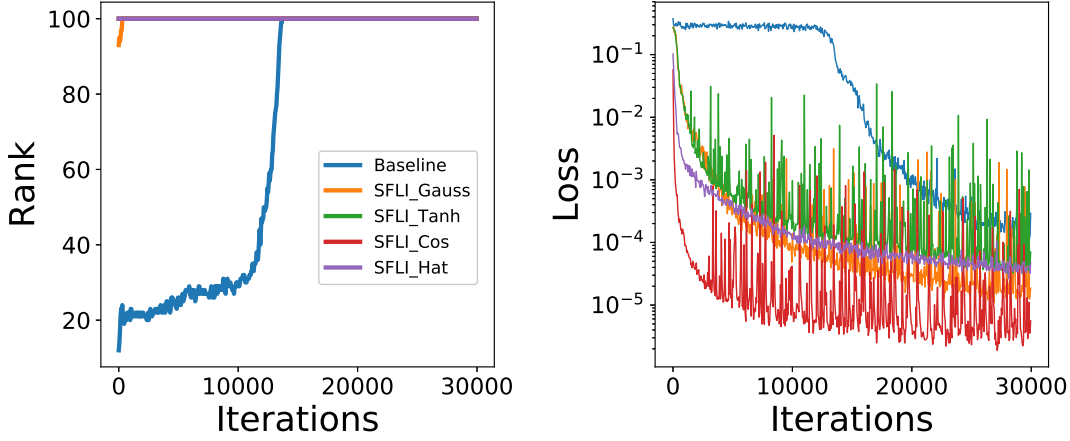 Rank
100
80
60
40
20
Baseline
SFLI_Gauss
SFLI_Tanh
SFLI_Cos
SFLI_Hat
0
10000
20000
30000
Iterations
Loss
10⁻¹
10⁻²
10⁻³
10⁻⁴
10⁻⁵
0
10000
20000
30000
Iterations